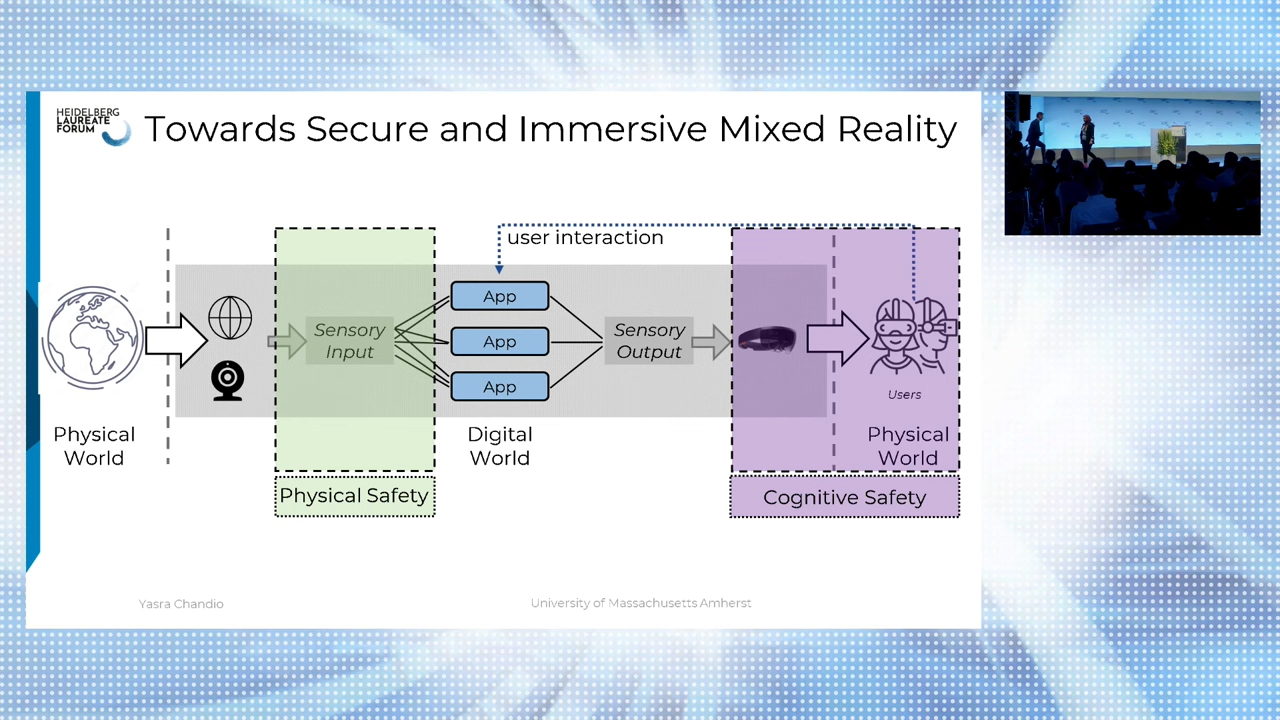 HEIDELBERG
LAUREATE
FORUM
Towards Secure and Immersive Mixed Reality
user interaction
App
Sensory
Input
App
Sensory
Output
App
Users
Physical
World
Digital
World
Physical
World
Physical Safety
Cognitive Safety
Yasra Chandio
University of Massachusetts Amherst